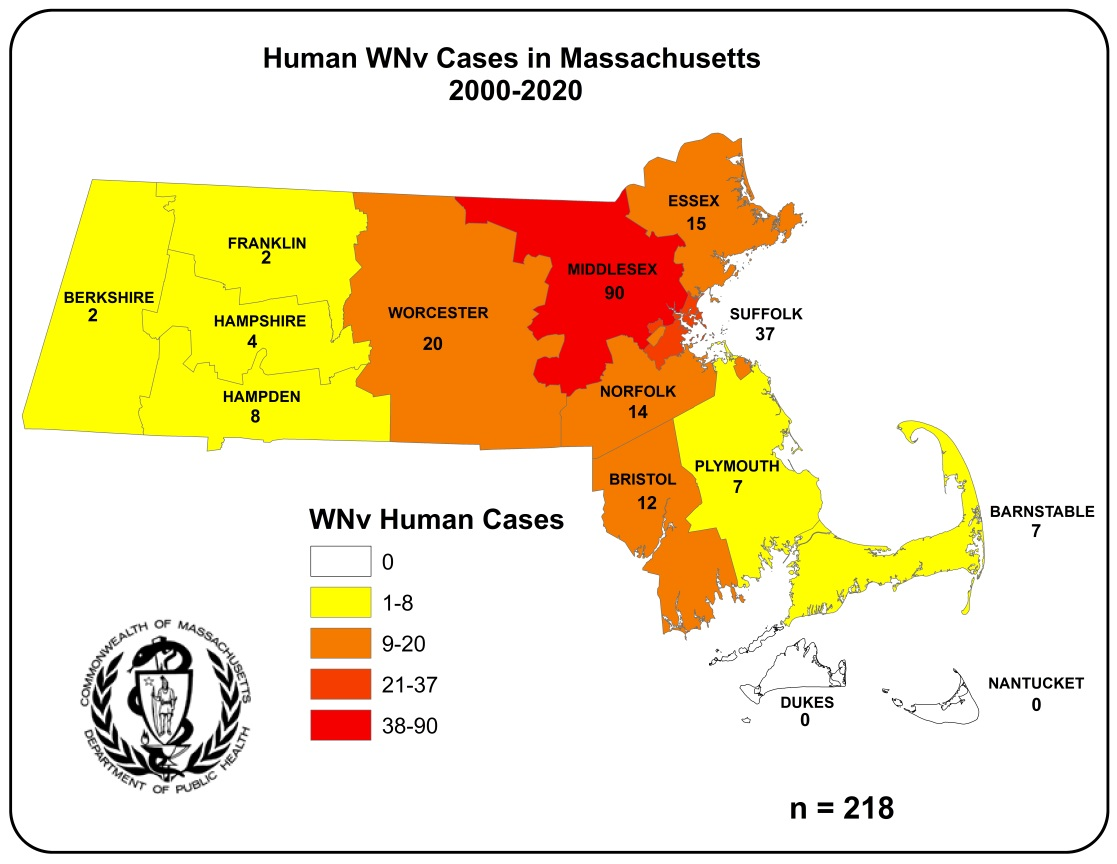 Human WNv Cases in Massachusetts
2000-2020
ESSEX
15
FRANKLIN
2
MIDDLESEX
90
BERKSHIRE
2
HAMPSHIRE
4
WORCESTER
20
SUFFOLK
37
HAMPDEN
8
NORFOLK
14
BRISTOL
12
PLYMOUTH
7
BARNSTABLE
7
DUKES
0
NANTUCKET
0
WNv Human Cases
0
1-8
9-20
21-37
38-90
COMMONWEALTH OF MASSACHUSETTS
DEPARTMENT OF PUBLIC HEALTH
n = 218